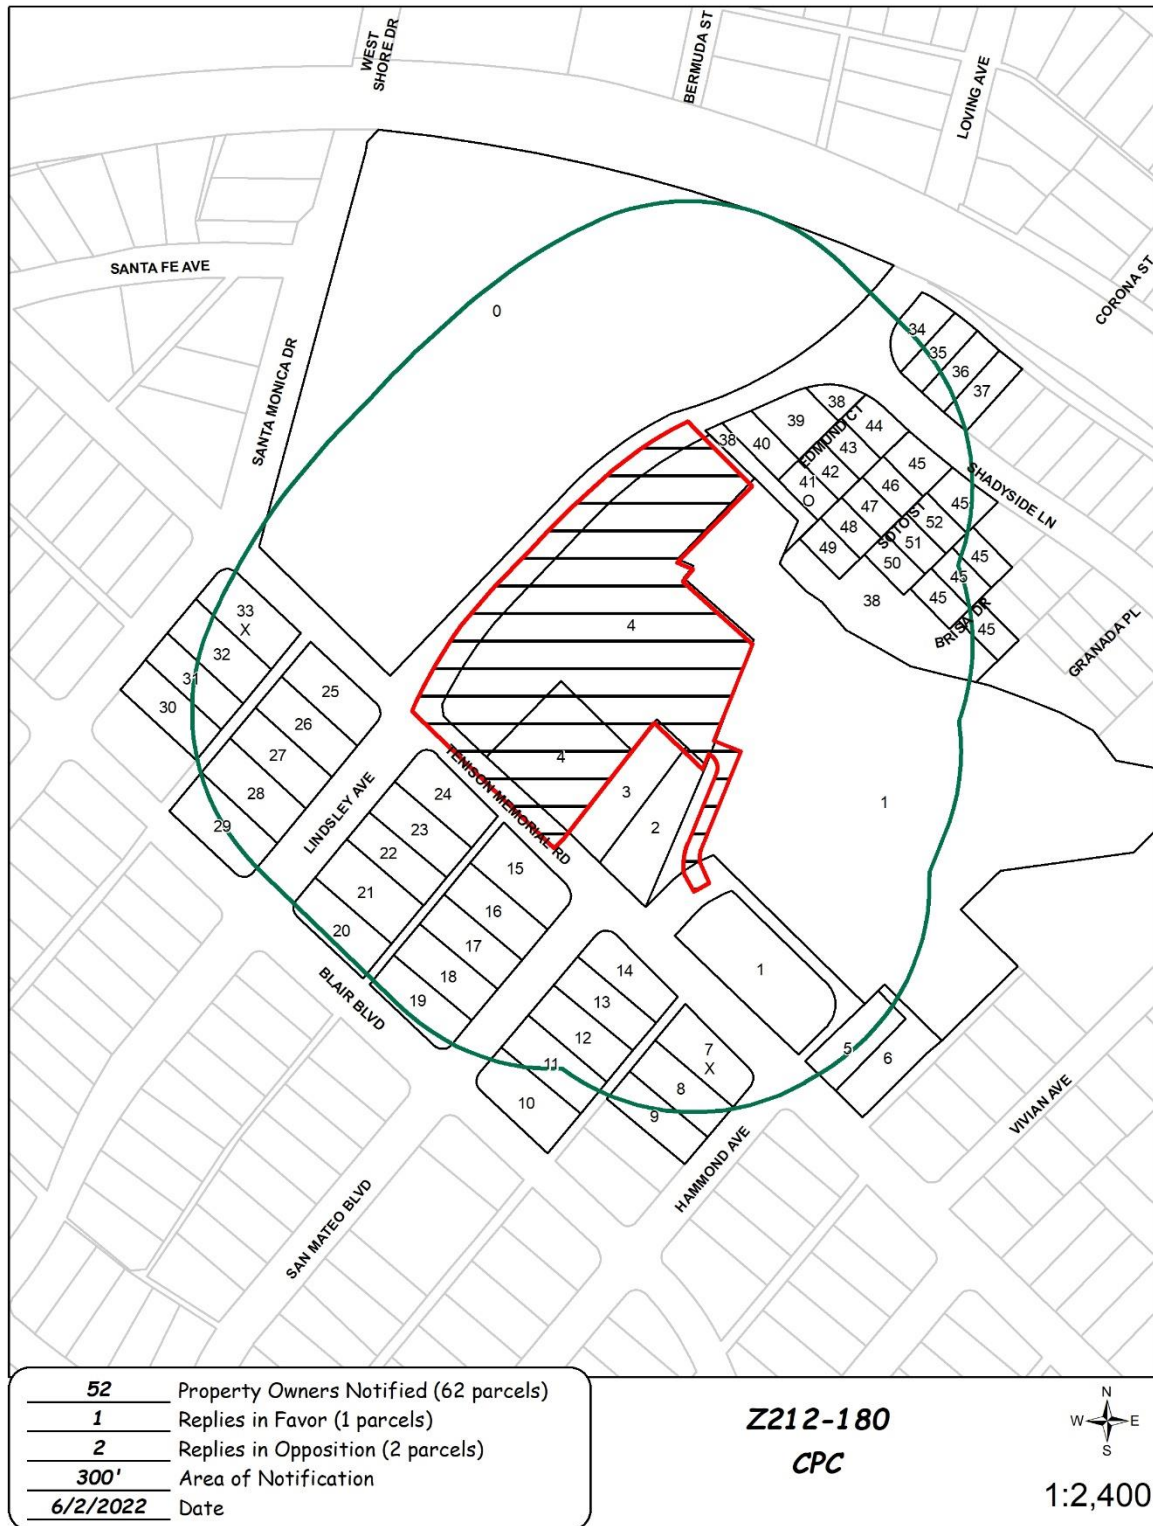 WEST
SHORE DR
BERMUDA ST
LOVING AVE
SANTA FE AVE
CORONA ST
0
34
35
36
37
SANTA MONICA DR
38
39
38
40
EDMUND CT
44
43
42
41
O
45
46
47
48
49
SHADYSIDE LN
45
52
SOTO ST
51
50
45
45
45
38
BRISA DR
45
GRANADA PL
33
X
32
31
30
4
25
26
27
28
29
LINDSLEY AVE
TENISON MEMORIAL RD
4
3
2
1
24
23
22
21
20
15
16
17
18
19
BLAIR BLVD
14
13
12
11
10
1
7
X
8
9
5
6
VIVIAN AVE
HAMMOND AVE
SAN MATEO BLVD
52 Property Owners Notified (62 parcels)
1 Replies in Favor (1 parcels)
2 Replies in Opposition (2 parcels)
300' Area of Notification
6/2/2022 Date
Z212-180
CPC
N
W E
S
1:2,400